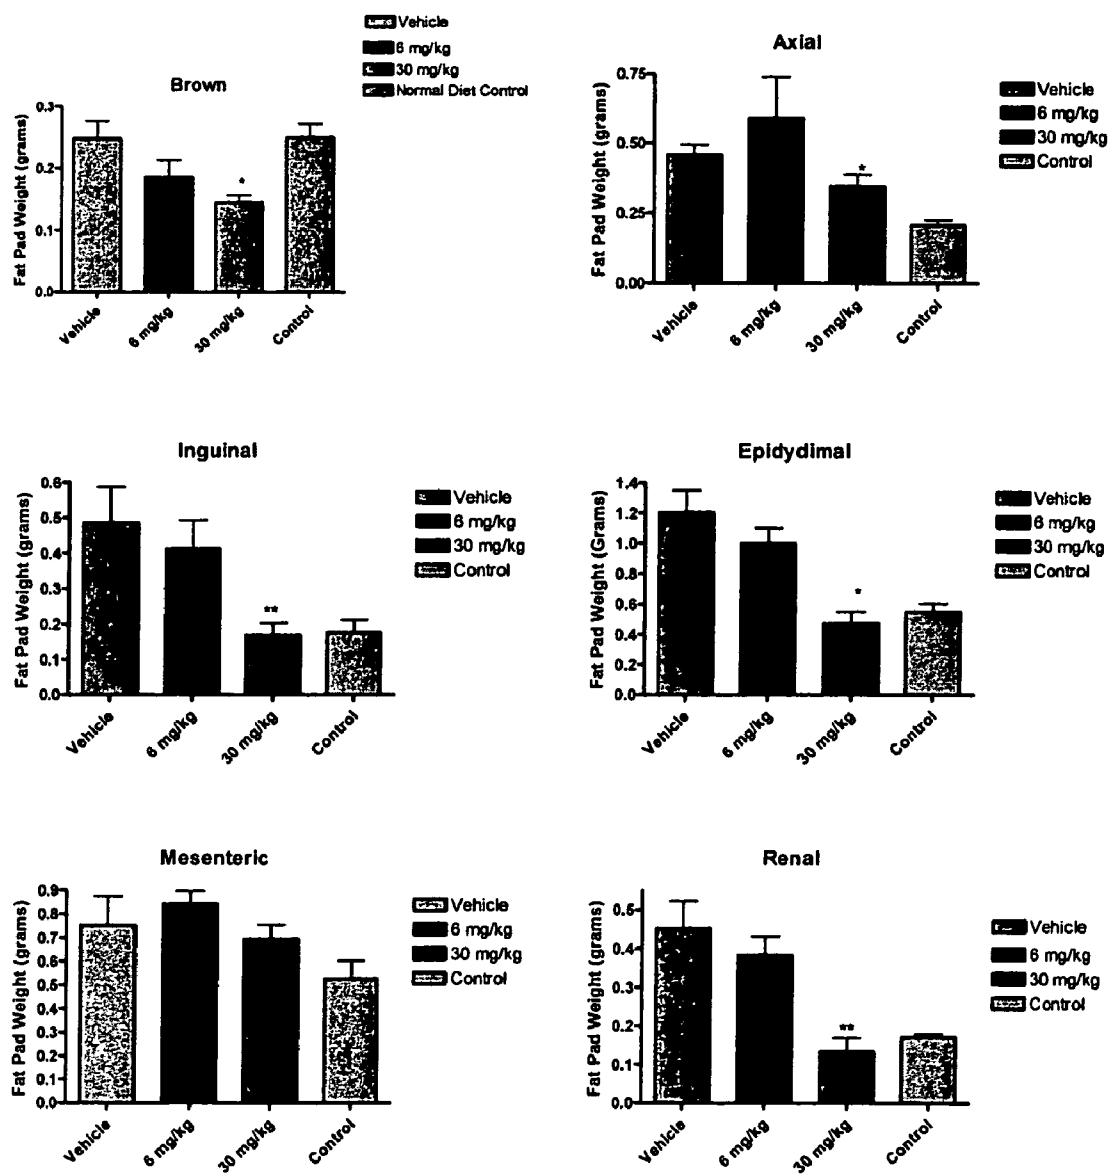 Brown
Vehicle
6 mg/kg
30 mg/kg
Normal Diet Control
Fat Pad Weight (grams)
0.3
0.2
0.1
0.0
Vehicle
6 mg/kg
30 mg/kg
Control
*
Axial
Vehicle
6 mg/kg
30 mg/kg
Control
Fat Pad Weight (grams)
0.75
0.50
0.25
0.00
Vehicle
6 mg/kg
30 mg/kg
Control
*
Inguinal
Vehicle
6 mg/kg
30 mg/kg
Control
Fat Pad Weight (grams)
0.6
0.5
0.4
0.3
0.2
0.1
0.0
Vehicle
6 mg/kg
30 mg/kg
Control
**
Epidydimal
Vehicle
6 mg/kg
30 mg/kg
Control
Fat Pad Weight (Grams)
1.4
1.2
1.0
0.8
0.6
0.4
0.2
0.0
Vehicle
6 mg/kg
30 mg/kg
Control
*
Mesenteric
Vehicle
6 mg/kg
30 mg/kg
Control
Fat Pad Weight (grams)
0.9
0.8
0.7
0.6
0.5
0.4
0.3
0.2
0.1
0.0
Vehicle
6 mg/kg
30 mg/kg
Control
Renal
Vehicle
6 mg/kg
30 mg/kg
Control
Fat Pad Weight (grams)
0.5
0.4
0.3
0.2
0.1
0.0
Vehicle
6 mg/kg
30 mg/kg
Control
**